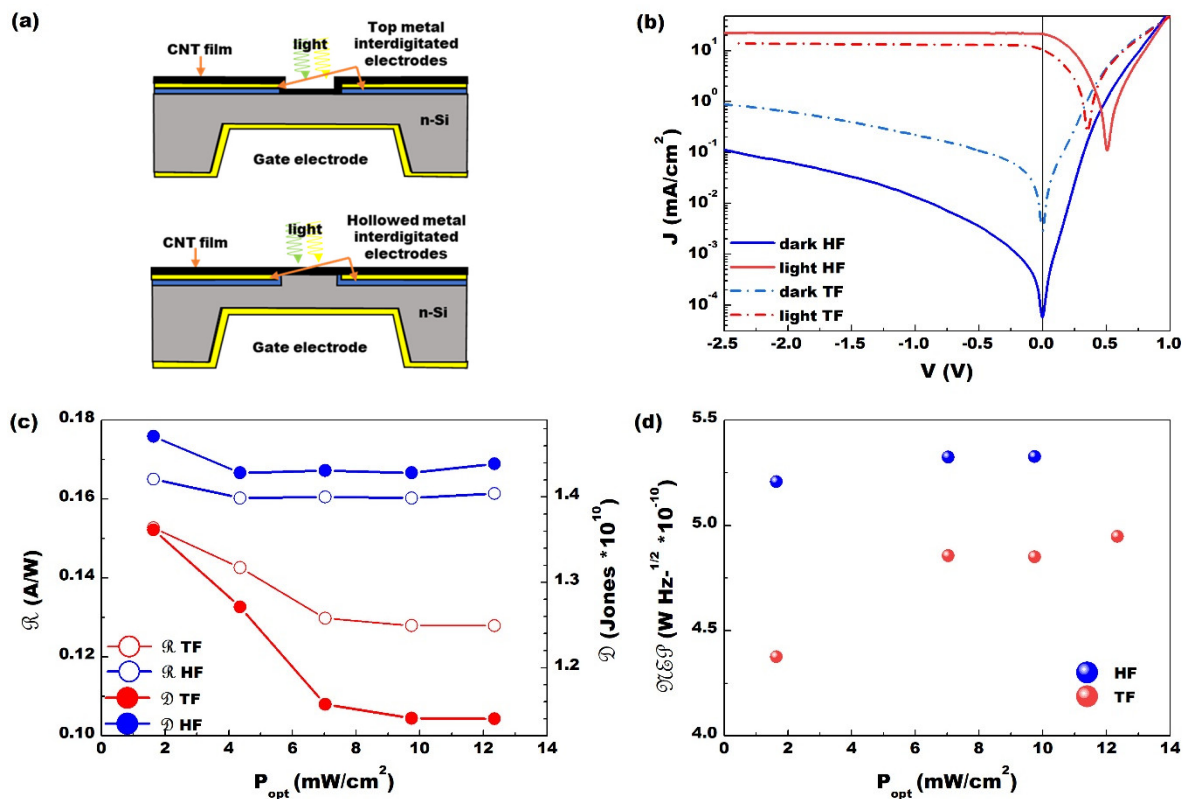 (a)
CNT film
light
Top metal
interdigitated
electrodes
n-Si
Gate electrode
CNT film
light
Hollowed metal
interdigitated
electrodes
n-Si
Gate electrode
(b)
J (mA/cm²)
10¹
10⁰
10⁻¹
10⁻²
10⁻³
10⁻⁴
dark HF
light HF
dark TF
light TF
-2.5 -2.0 -1.5 -1.0 -0.5 0.0 0.5 1.0
V (V)
(c)
ℛ (A/W)
0.18
0.16
0.14
0.12
0.10
ℛ TF
ℛ HF
𝒟 TF
𝒟 HF
1.4
1.3
1.2
𝒟 (Jones *10¹⁰)
0 2 4 6 8 10 12 14
P_opt (mW/cm²)
(d)
𝒩ℰ𝒫 (W Hz-¹/² *10⁻¹⁰)
5.5
5.0
4.5
4.0
HF
TF
0 2 4 6 8 10 12 14
P_opt (mW/cm²)